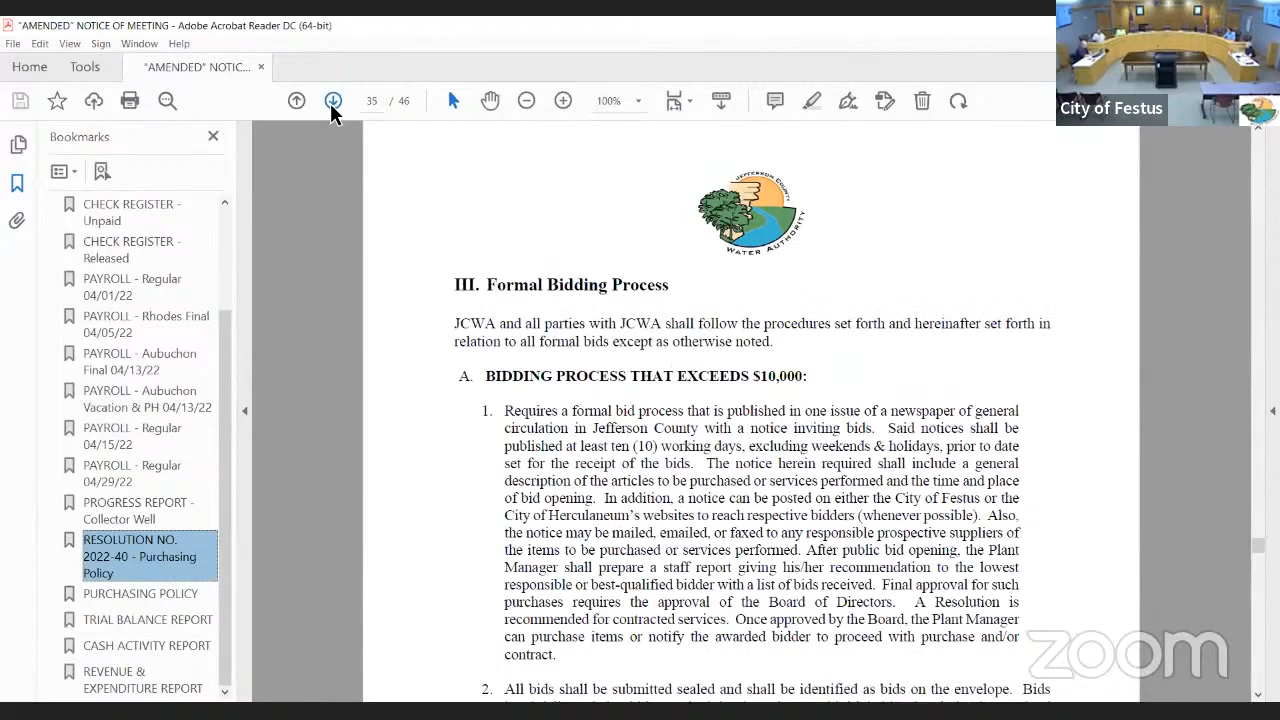 "AMENDED" NOTICE OF MEETING - Adobe Acrobat Reader DC (64-bit)
File Edit View Sign Window Help
Home Tools "AMENDED" NOTIC... ×
35 / 46 100%
City of Festus
Bookmarks
CHECK REGISTER -
Unpaid
CHECK REGISTER -
Released
PAYROLL - Regular
04/01/22
PAYROLL - Rhodes Final
04/05/22
PAYROLL - Aubuchon
Final 04/13/22
PAYROLL - Aubuchon
Vacation & PH 04/13/22
PAYROLL - Regular
04/15/22
PAYROLL - Regular
04/29/22
PROGRESS REPORT -
Collector Well
RESOLUTION NO.
2022-40 - Purchasing
Policy
PURCHASING POLICY
TRIAL BALANCE REPORT
CASH ACTIVITY REPORT
REVENUE &
EXPENDITURE REPORT
JEFFERSON COUNTY
WATER AUTHORITY
III. Formal Bidding Process
JCWA and all parties with JCWA shall follow the procedures set forth and hereinafter set forth in
relation to all formal bids except as otherwise noted.
A. BIDDING PROCESS THAT EXCEEDS $10,000:
1. Requires a formal bid process that is published in one issue of a newspaper of general
circulation in Jefferson County with a notice inviting bids. Said notices shall be
published at least ten (10) working days, excluding weekends & holidays, prior to date
set for the receipt of the bids. The notice herein required shall include a general
description of the articles to be purchased or services performed and the time and place
of bid opening. In addition, a notice can be posted on either the City of Festus or the
City of Herculaneum's websites to reach respective bidders (whenever possible). Also,
the notice may be mailed, emailed, or faxed to any responsible prospective suppliers of
the items to be purchased or services performed. After public bid opening, the Plant
Manager shall prepare a staff report giving his/her recommendation to the lowest
responsible or best-qualified bidder with a list of bids received. Final approval for such
purchases requires the approval of the Board of Directors. A Resolution is
recommended for contracted services. Once approved by the Board, the Plant Manager
can purchase items or notify the awarded bidder to proceed with purchase and/or
contract.
2. All bids shall be submitted sealed and shall be identified as bids on the envelope. Bids
zoom